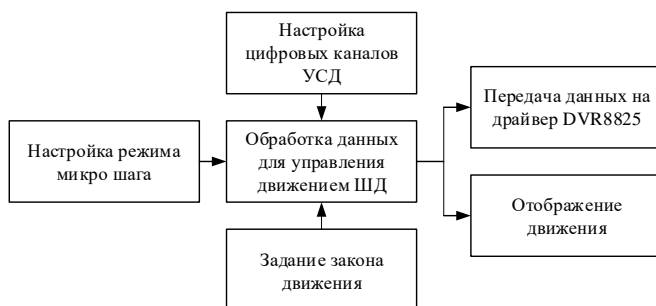 Настройка
цифровых каналов
УСД
Передача данных на
драйвер DVR8825
Настройка режима
микро шага
Обработка данных
для управления
движением ШД
Отображение
движения
Задание закона
движения